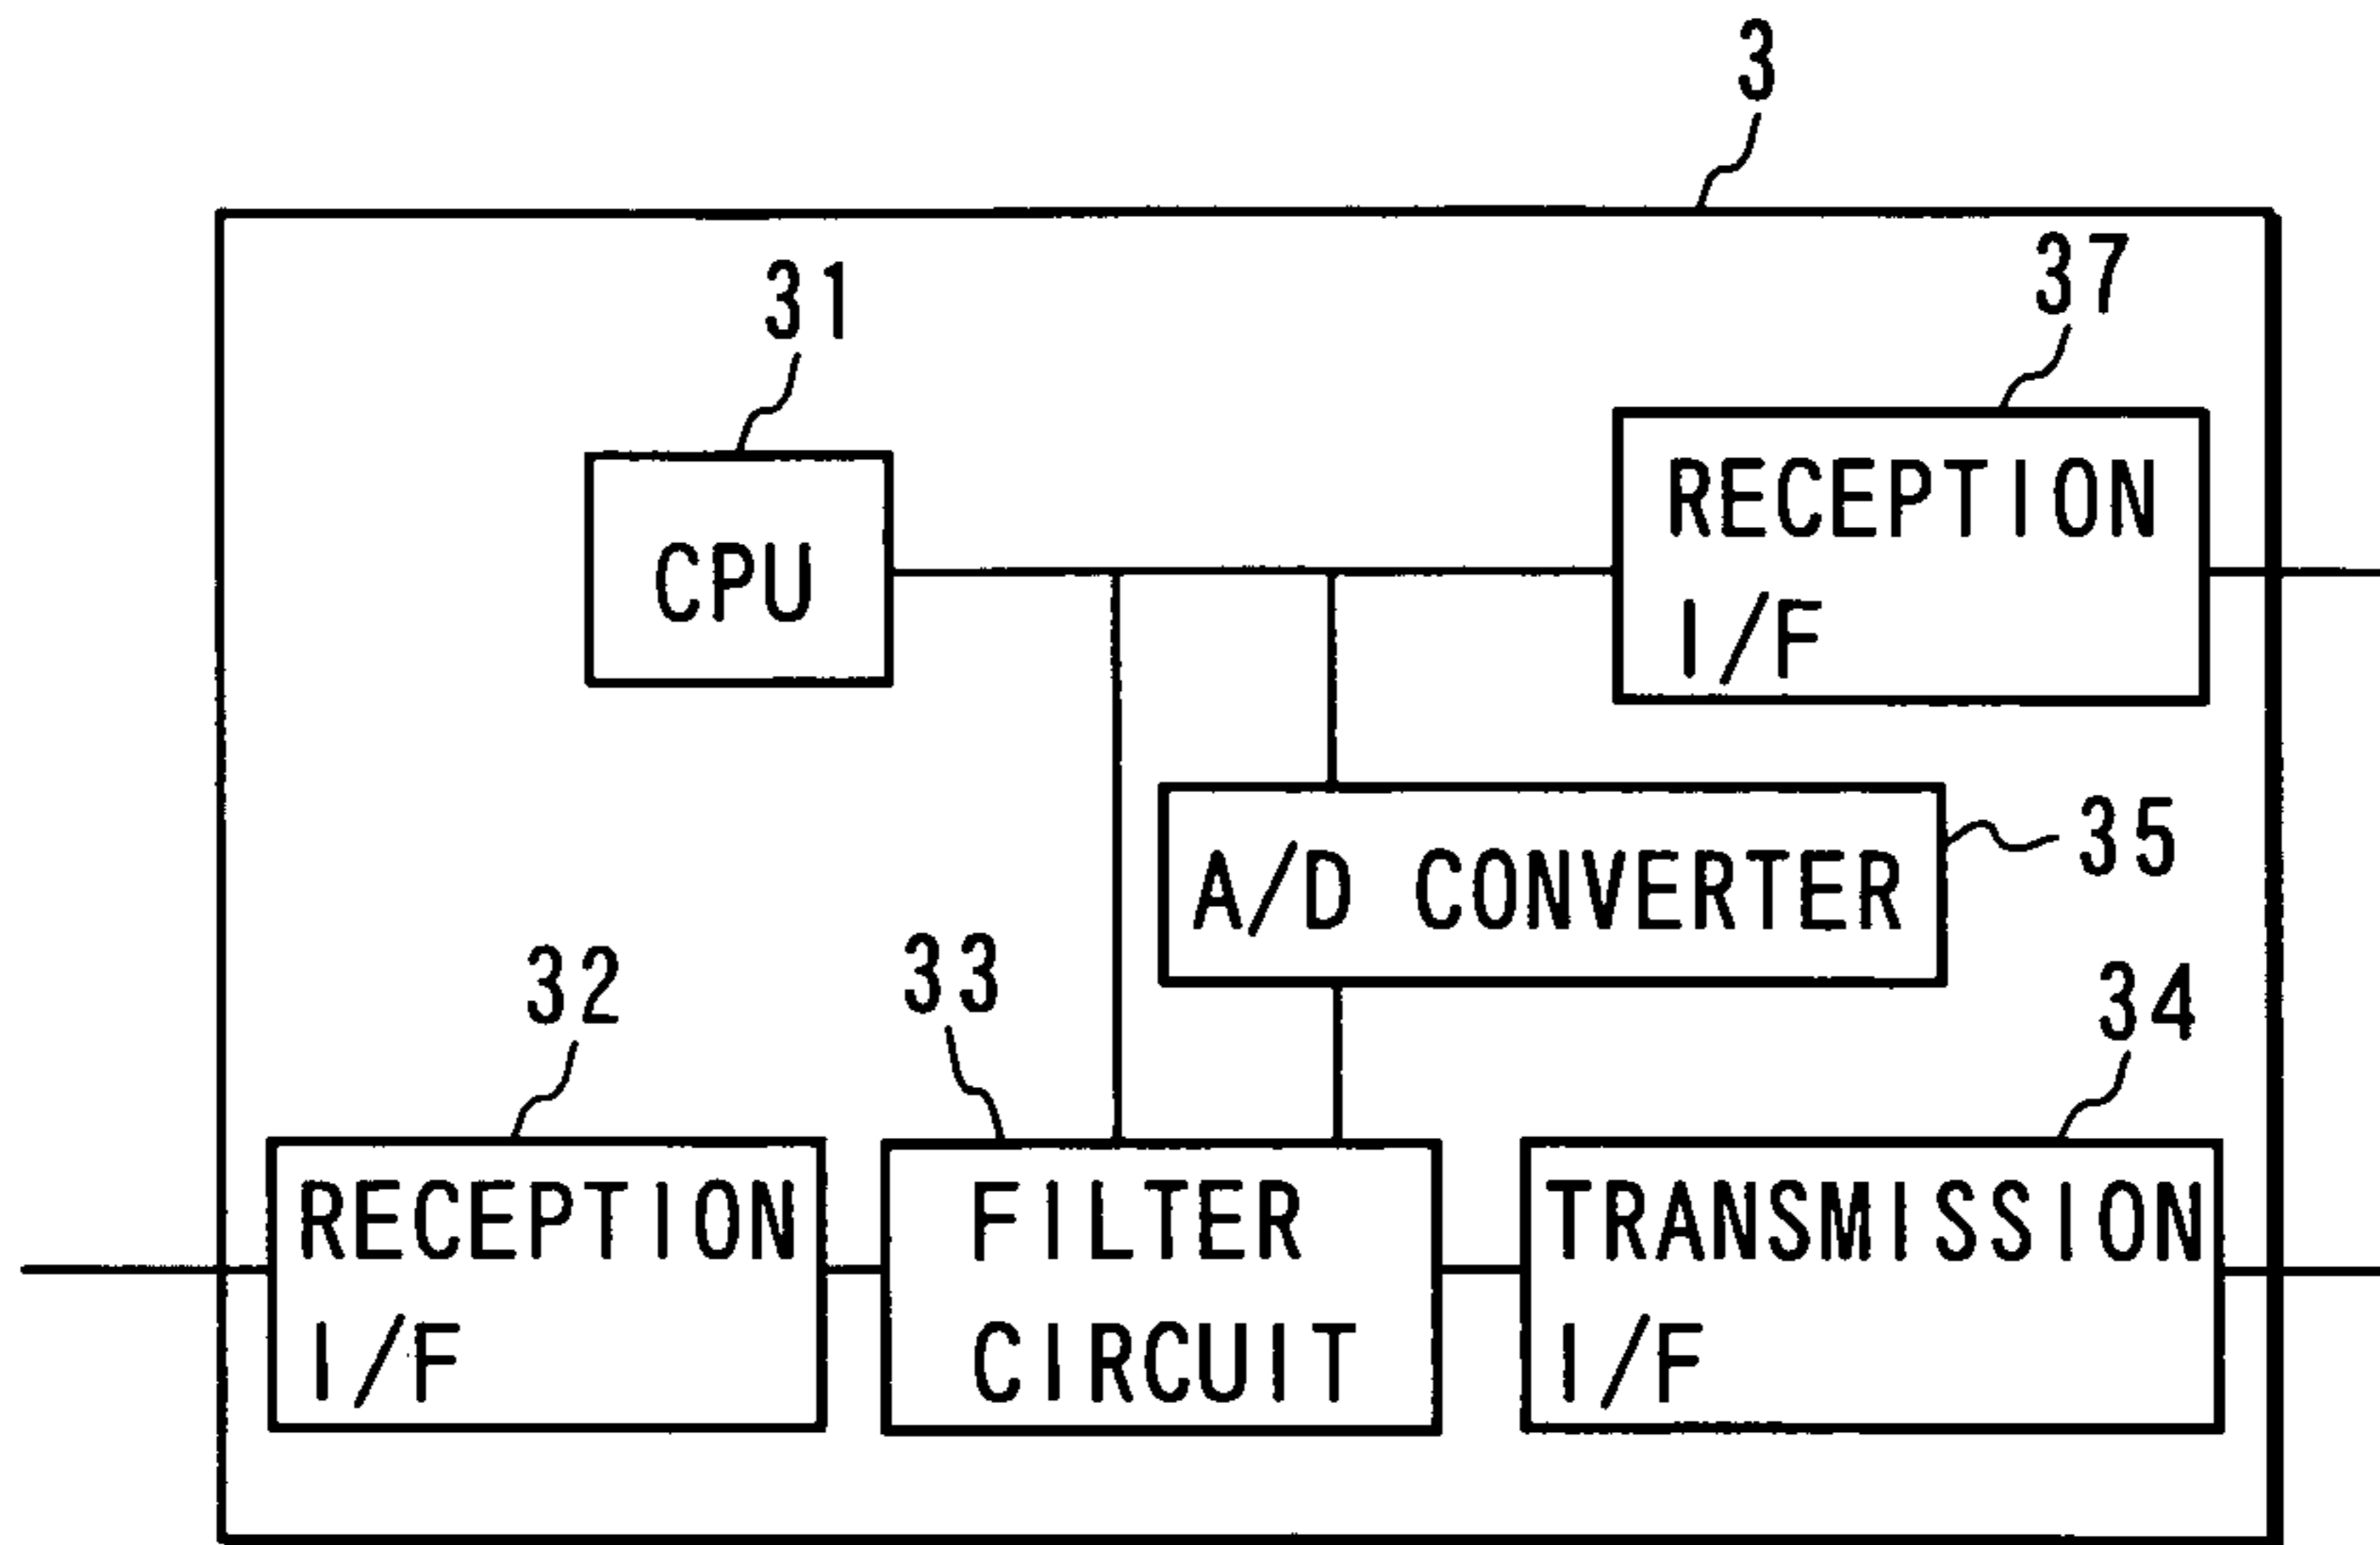 3
31
37
CPU
RECEPTION
I/F
35
A/D CONVERTER
32
33
34
RECEPTION
I/F
FILTER
CIRCUIT
TRANSMISSION
I/F